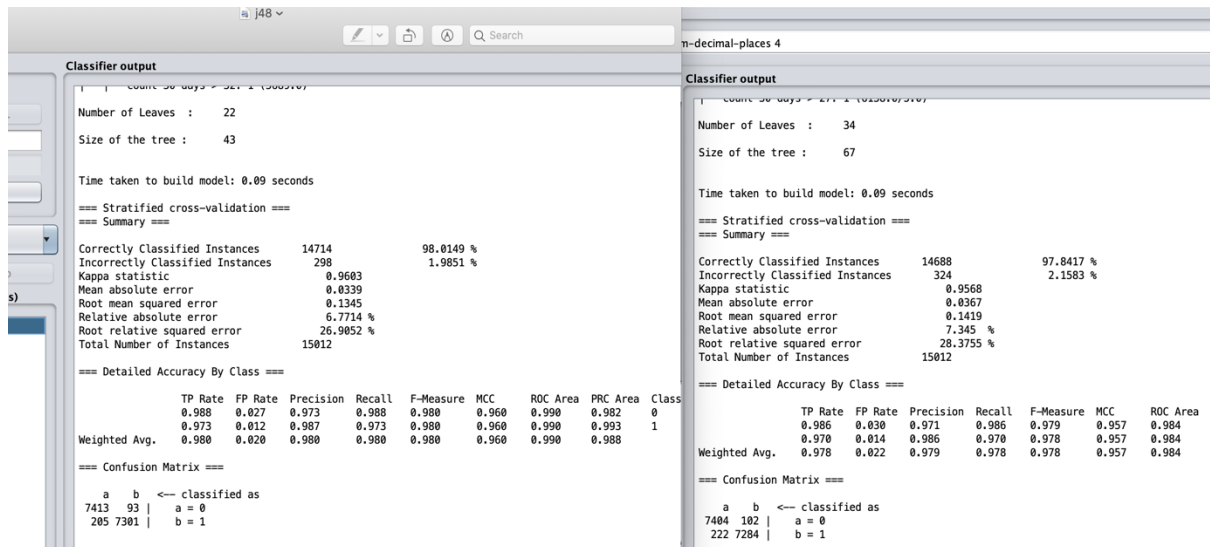 j48
Search
Classifier output
Number of Leaves : 22
Size of the tree : 43
Time taken to build model: 0.09 seconds
=== Stratified cross-validation ===
=== Summary ===
Correctly Classified Instances 14714 98.0149 %
Incorrectly Classified Instances 298 1.9851 %
Kappa statistic 0.9603
Mean absolute error 0.0339
Root mean squared error 0.1345
Relative absolute error 6.7714 %
Root relative squared error 26.9052 %
Total Number of Instances 15012
=== Detailed Accuracy By Class ===
TP Rate FP Rate Precision Recall F-Measure MCC ROC Area PRC Area Class
0.988 0.027 0.973 0.988 0.980 0.960 0.990 0.982 0
0.973 0.012 0.987 0.973 0.980 0.960 0.990 0.993 1
Weighted Avg. 0.980 0.020 0.980 0.980 0.980 0.960 0.990 0.988
=== Confusion Matrix ===
a b <-- classified as
7413 93 | a = 0
205 7301 | b = 1
s)
m-decimal-places 4
Classifier output
Number of Leaves : 34
Size of the tree : 67
Time taken to build model: 0.09 seconds
=== Stratified cross-validation ===
=== Summary ===
Correctly Classified Instances 14688 97.8417 %
Incorrectly Classified Instances 324 2.1583 %
Kappa statistic 0.9568
Mean absolute error 0.0367
Root mean squared error 0.1419
Relative absolute error 7.345 %
Root relative squared error 28.3755 %
Total Number of Instances 15012
=== Detailed Accuracy By Class ===
TP Rate FP Rate Precision Recall F-Measure MCC ROC Area
0.986 0.030 0.971 0.986 0.979 0.957 0.984
0.970 0.014 0.986 0.970 0.978 0.957 0.984
Weighted Avg. 0.978 0.022 0.979 0.978 0.978 0.957 0.984
=== Confusion Matrix ===
a b <-- classified as
7404 102 | a = 0
222 7284 | b = 1